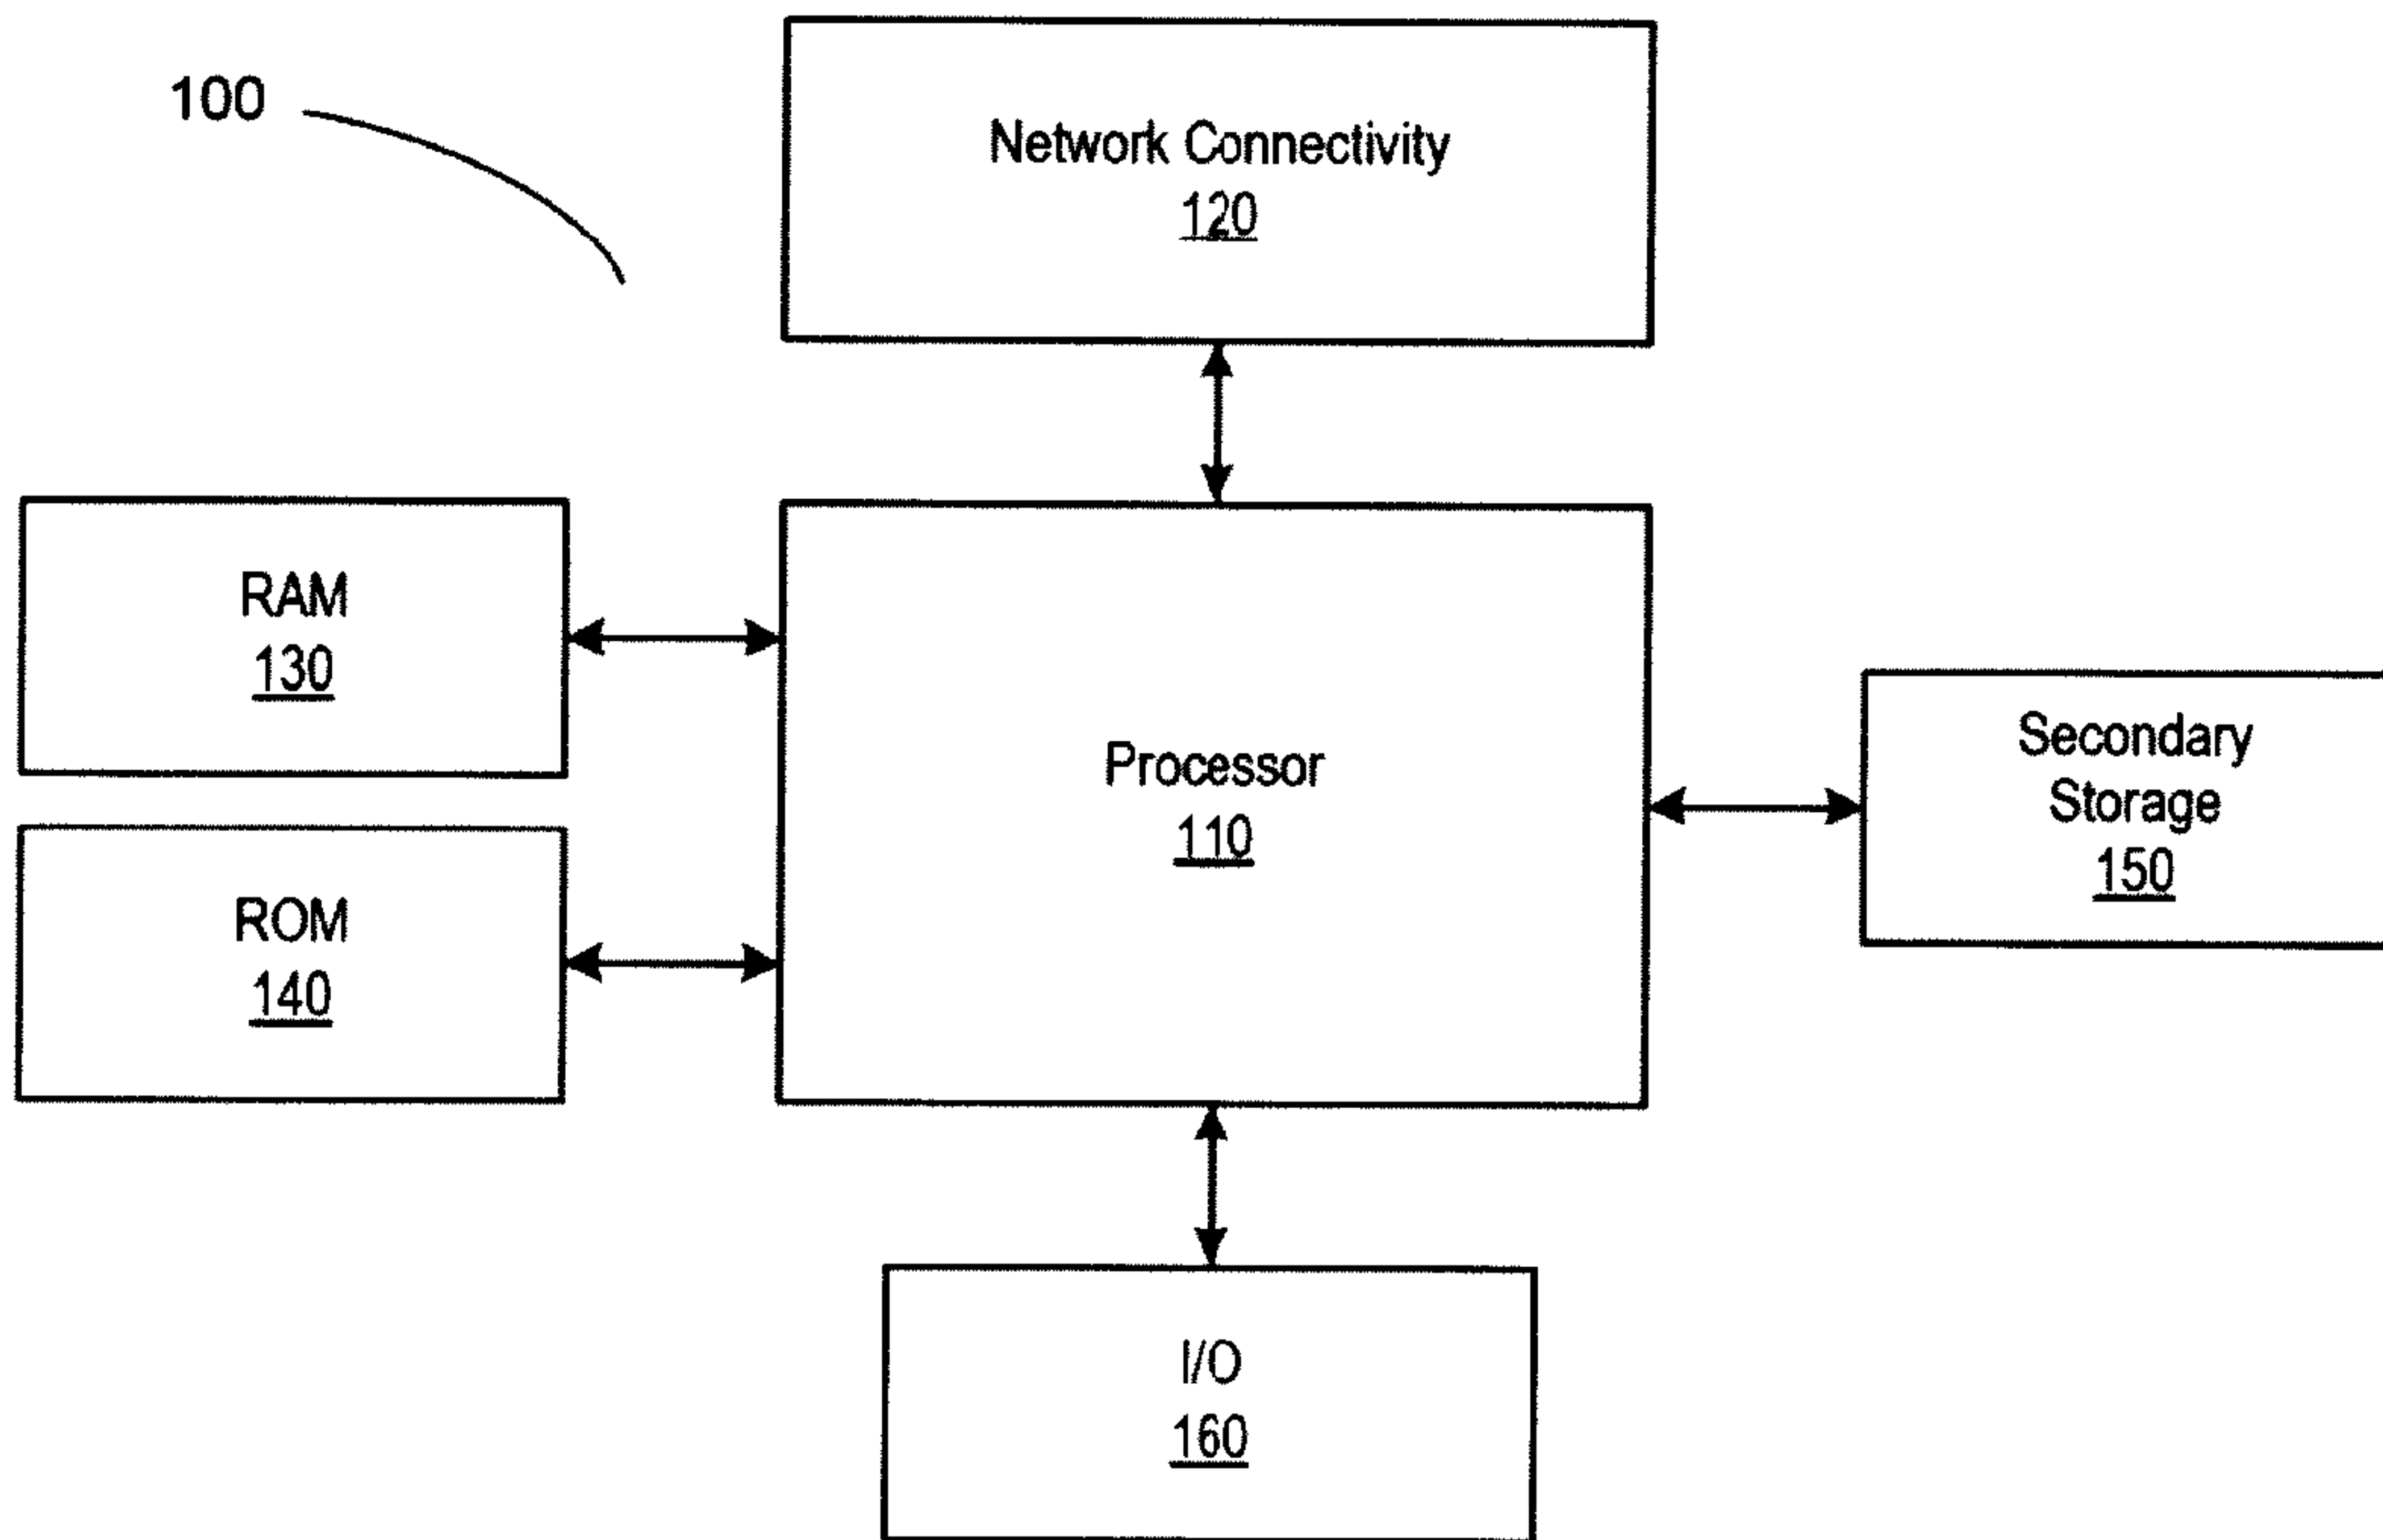 100
Network Connectivity
120
RAM
130
Processor
110
Secondary
Storage
150
ROM
140
I/O
160